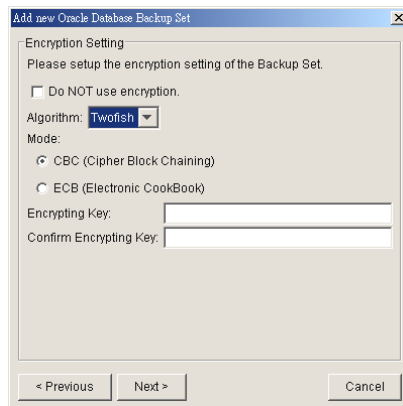 Add new Oracle Database Backup Set
Encryption Setting
Please setup the encryption setting of the Backup Set.
Do NOT use encryption.
Algorithm: Twofish
Mode:
CBC (Cipher Block Chaining)
ECB (Electronic CookBook)
Encrypting Key:
Confirm Encrypting Key:
< Previous Next > Cancel